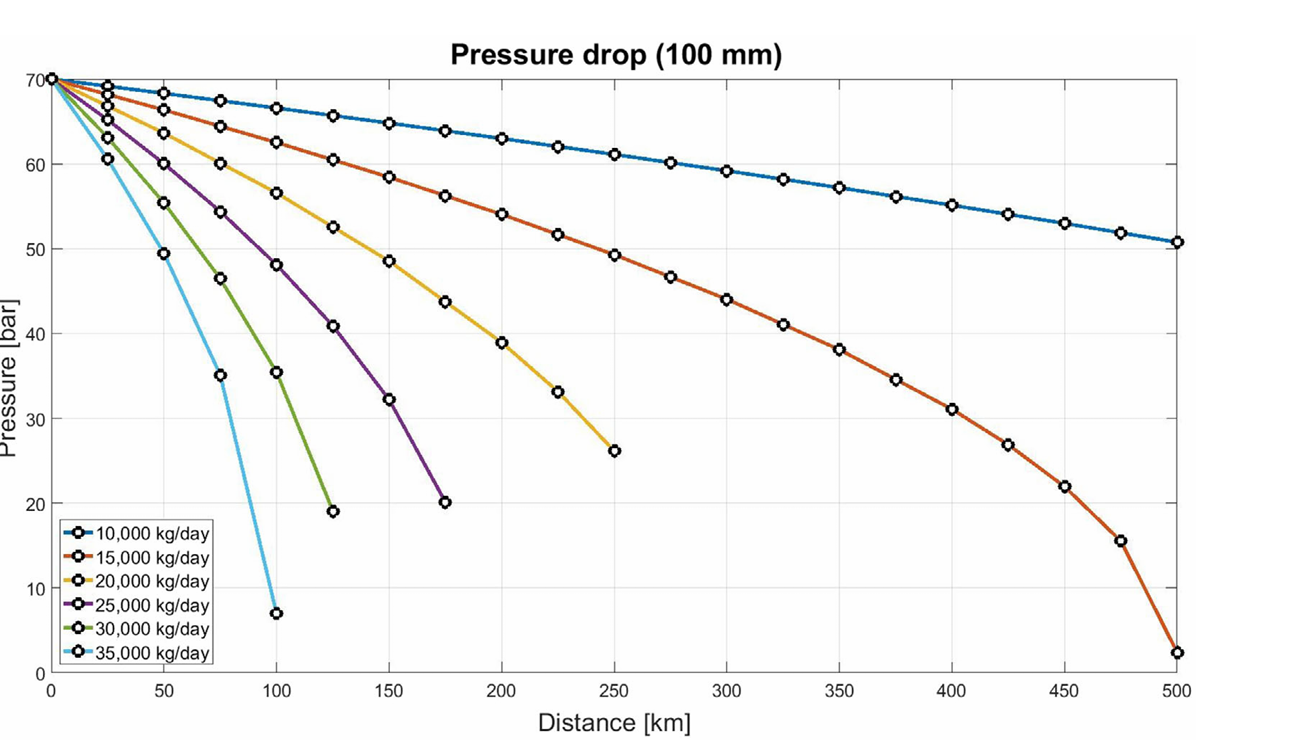 Pressure drop (100 mm)
70
60
50
40
30
20
10
0
Pressure [bar]
10,000 kg/day
15,000 kg/day
20,000 kg/day
25,000 kg/day
30,000 kg/day
35,000 kg/day
0 50 100 150 200 250 300 350 400 450 500
Distance [km]